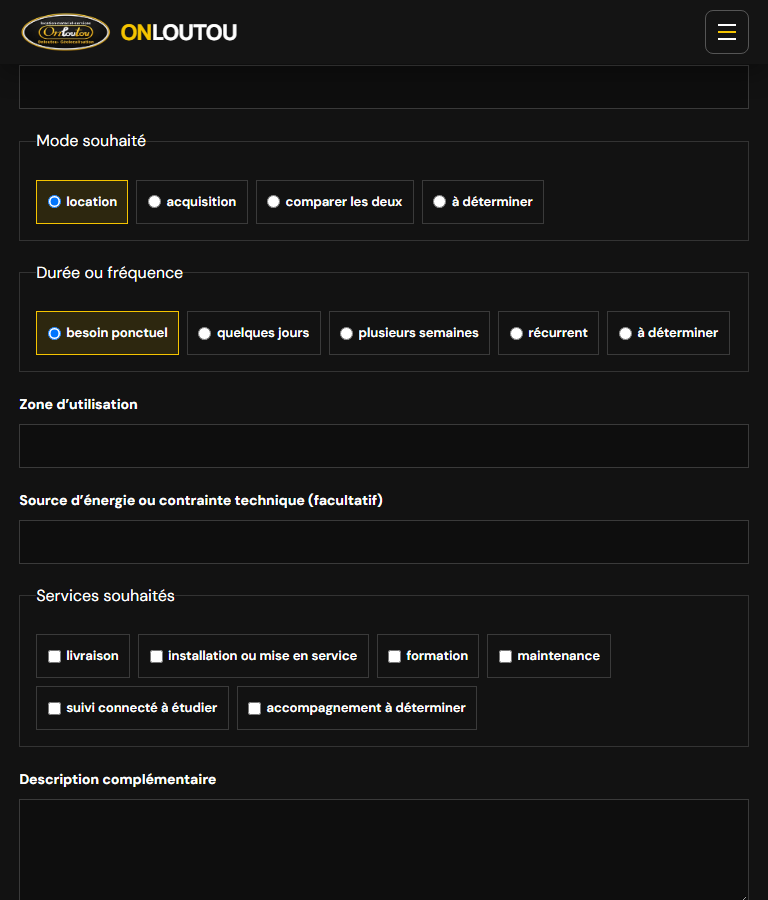 OnLoutou
ONLOUTOU
Mode souhaité
location
acquisition
comparer les deux
à déterminer
Durée ou fréquence
besoin ponctuel
quelques jours
plusieurs semaines
récurrent
à déterminer
Zone d’utilisation
Source d’énergie ou contrainte technique (facultatif)
Services souhaités
livraison
installation ou mise en service
formation
maintenance
suivi connecté à étudier
accompagnement à déterminer
Description complémentaire